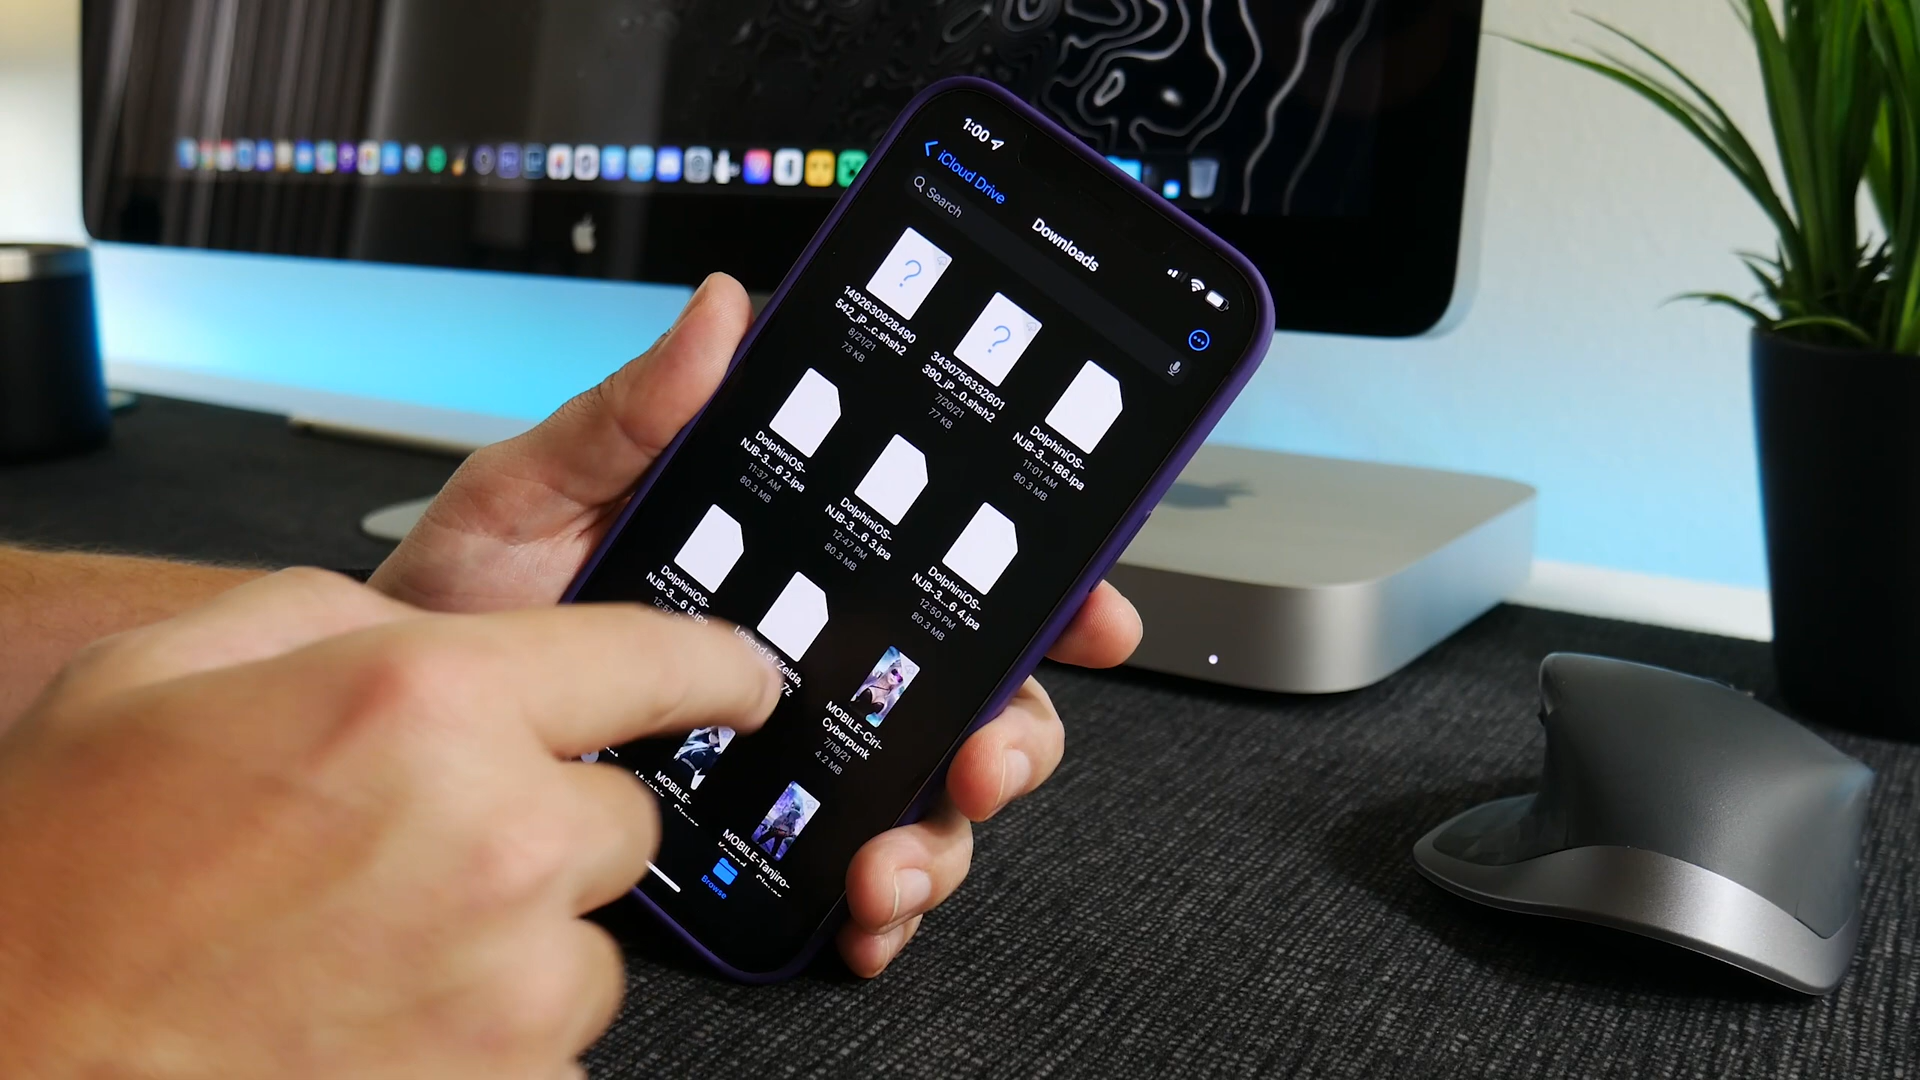 1:00
iCloud Drive
Search
Downloads
1492630928490
542_iP...c.shsh2
8/21/21
73 KB
3430756332601
390_iP...0.shsh2
7/20/21
77 KB
DolphiniOS-
NJB-3....186.ipa
11:01 AM
80.3 MB
DolphiniOS-
NJB-3....6 2.ipa
11:37 AM
80.3 MB
DolphiniOS-
NJB-3....6 3.ipa
12:47 PM
80.3 MB
DolphiniOS-
NJB-3....6 4.ipa
12:50 PM
80.3 MB
DolphiniOS-
NJB-3....6 5.ipa
Legend of Zelda,
7z
MOBILE-Ciri-
Cyberpunk
7/19/21
4.2 MB
MOBILE-
MOBILE-Tanjiro-
Browse